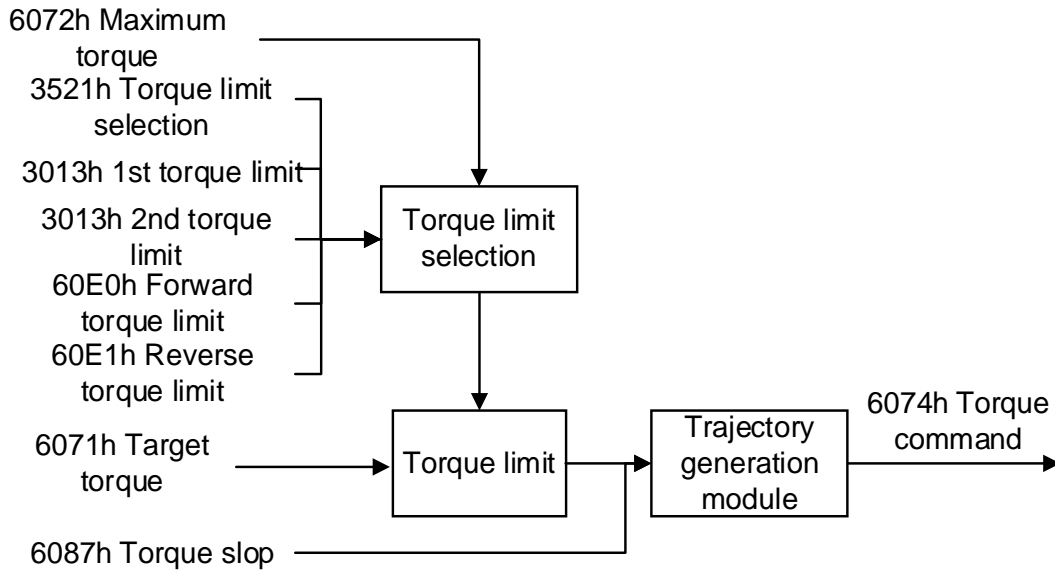 6072h Maximum
torque
3521h Torque limit
selection
3013h 1st torque limit
3013h 2nd torque
limit
60E0h Forward
torque limit
60E1h Reverse
torque limit
Torque limit
selection
6071h Target
torque
Torque limit
Trajectory
generation
module
6074h Torque
command
6087h Torque slop